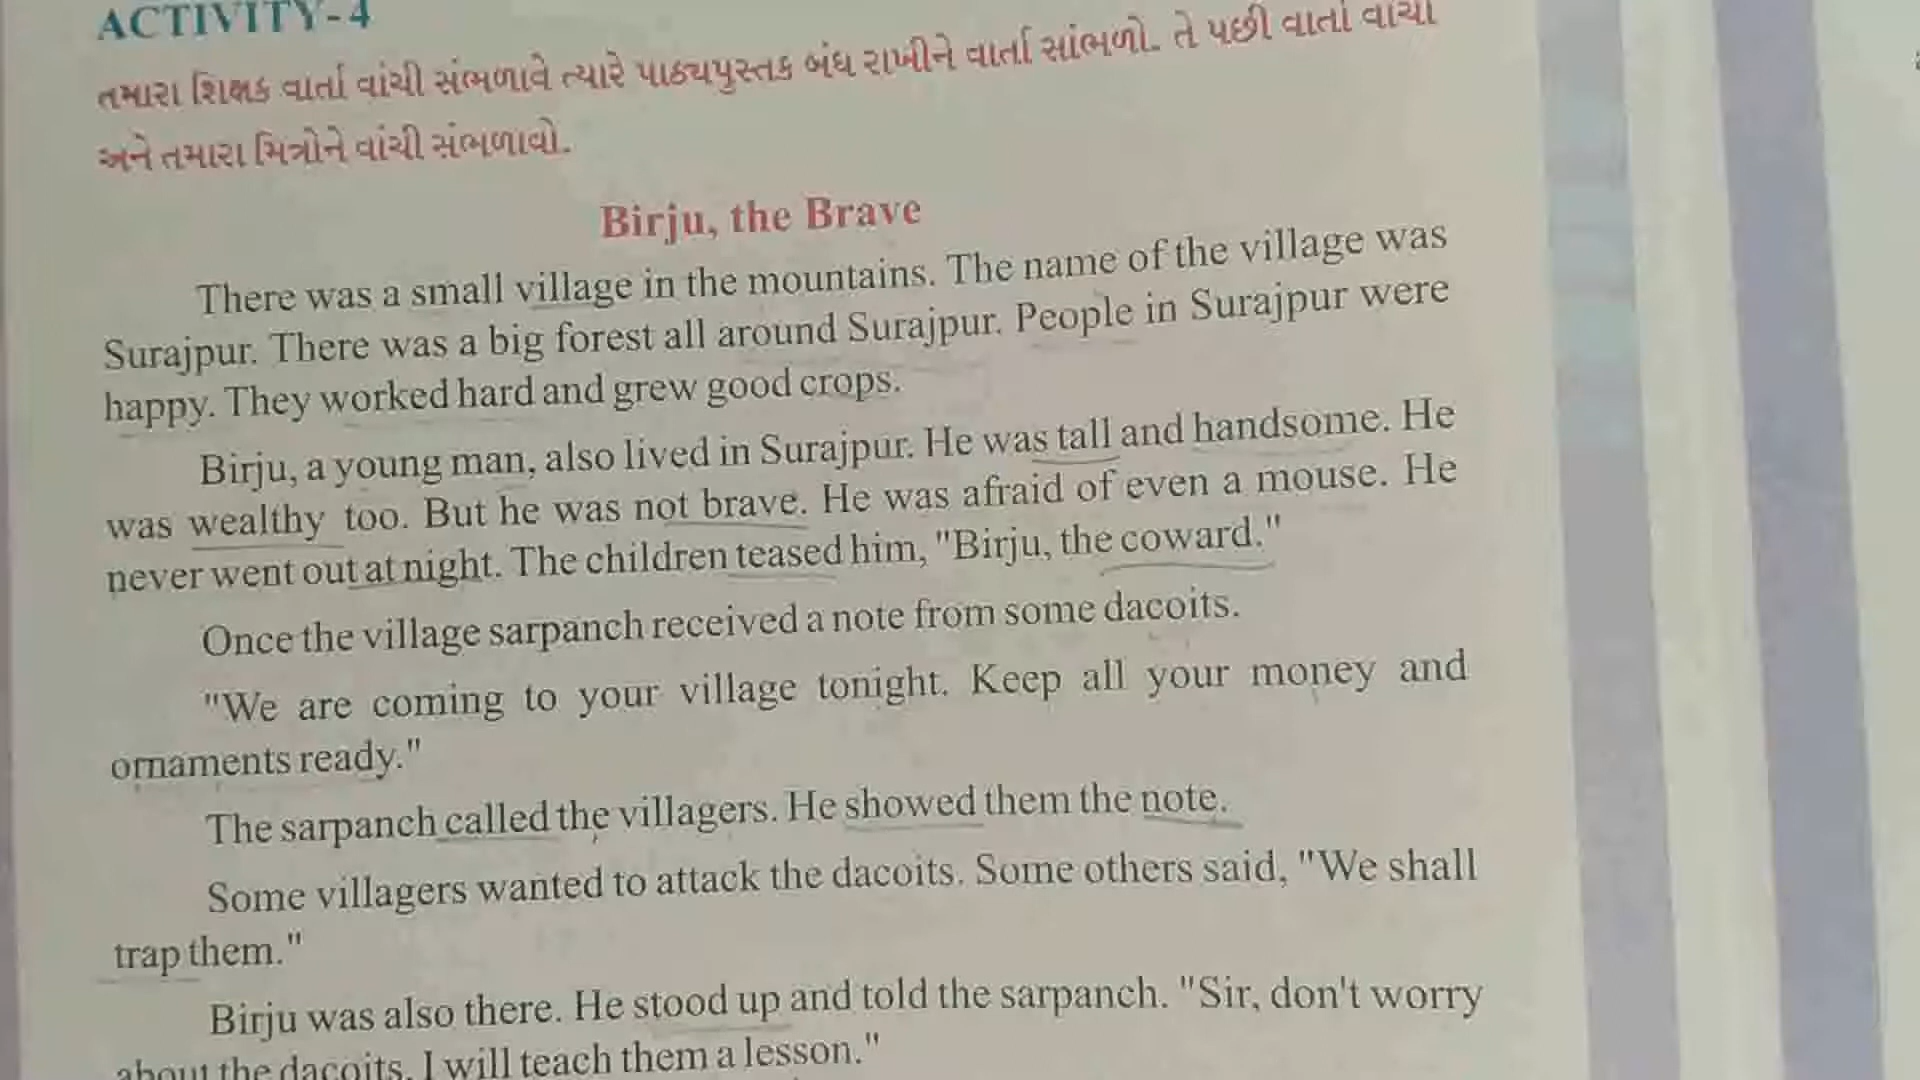 ACTIVITY-4
તમારા શિક્ષક વાર્તા વાંચી સંભળાવે ત્યારે પાઠ્યપુસ્તક બંધ રાખીને વાર્તા સાંભળો. તે પછી વાર્તા વાંચો
અને તમારા મિત્રોને વાંચી સંભળાવો.
Birju, the Brave
There was a small village in the mountains. The name of the village was
Surajpur. There was a big forest all around Surajpur. People in Surajpur were
happy. They worked hard and grew good crops.
Birju, a young man, also lived in Surajpur. He was tall and handsome. He
was wealthy too. But he was not brave. He was afraid of even a mouse. He
never went out at night. The children teased him, "Birju, the coward."
Once the village sarpanch received a note from some dacoits.
"We are coming to your village tonight. Keep all your money and
ornaments ready."
The sarpanch called the villagers. He showed them the note.
Some villagers wanted to attack the dacoits. Some others said, "We shall
trap them."
Birju was also there. He stood up and told the sarpanch. "Sir, don't worry
about the dacoits. I will teach them a lesson."